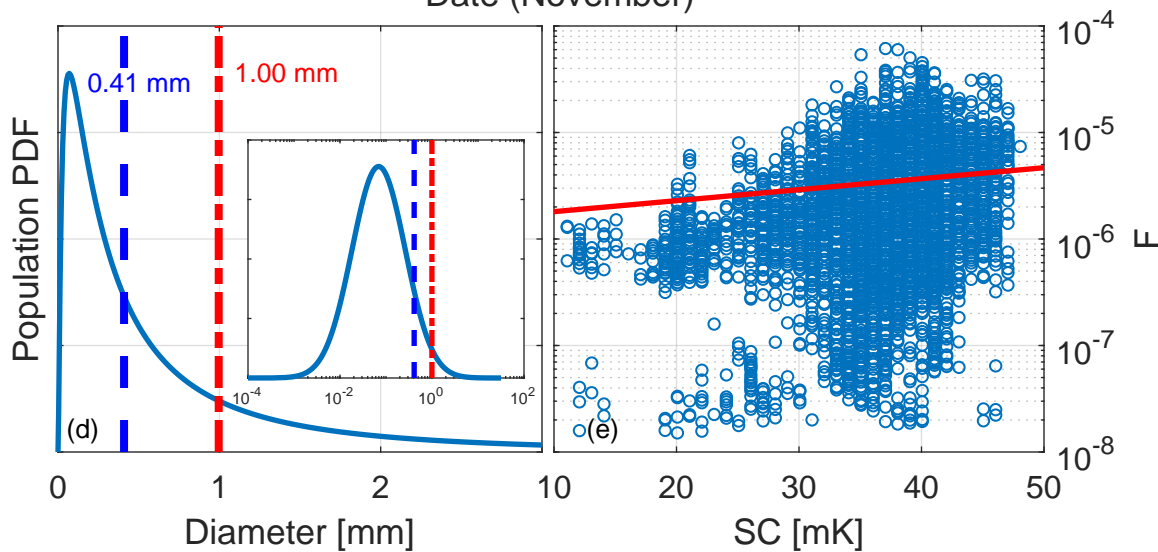 Date (November)
0.41 mm
1.00 mm
Population PDF
10^-4
10^-2
10^0
10^2
(d)
0
1
2
Diameter [mm]
10^-4
10^-5
10^-6
10^-7
10^-8
F
(e)
10
20
30
40
50
SC [mK]